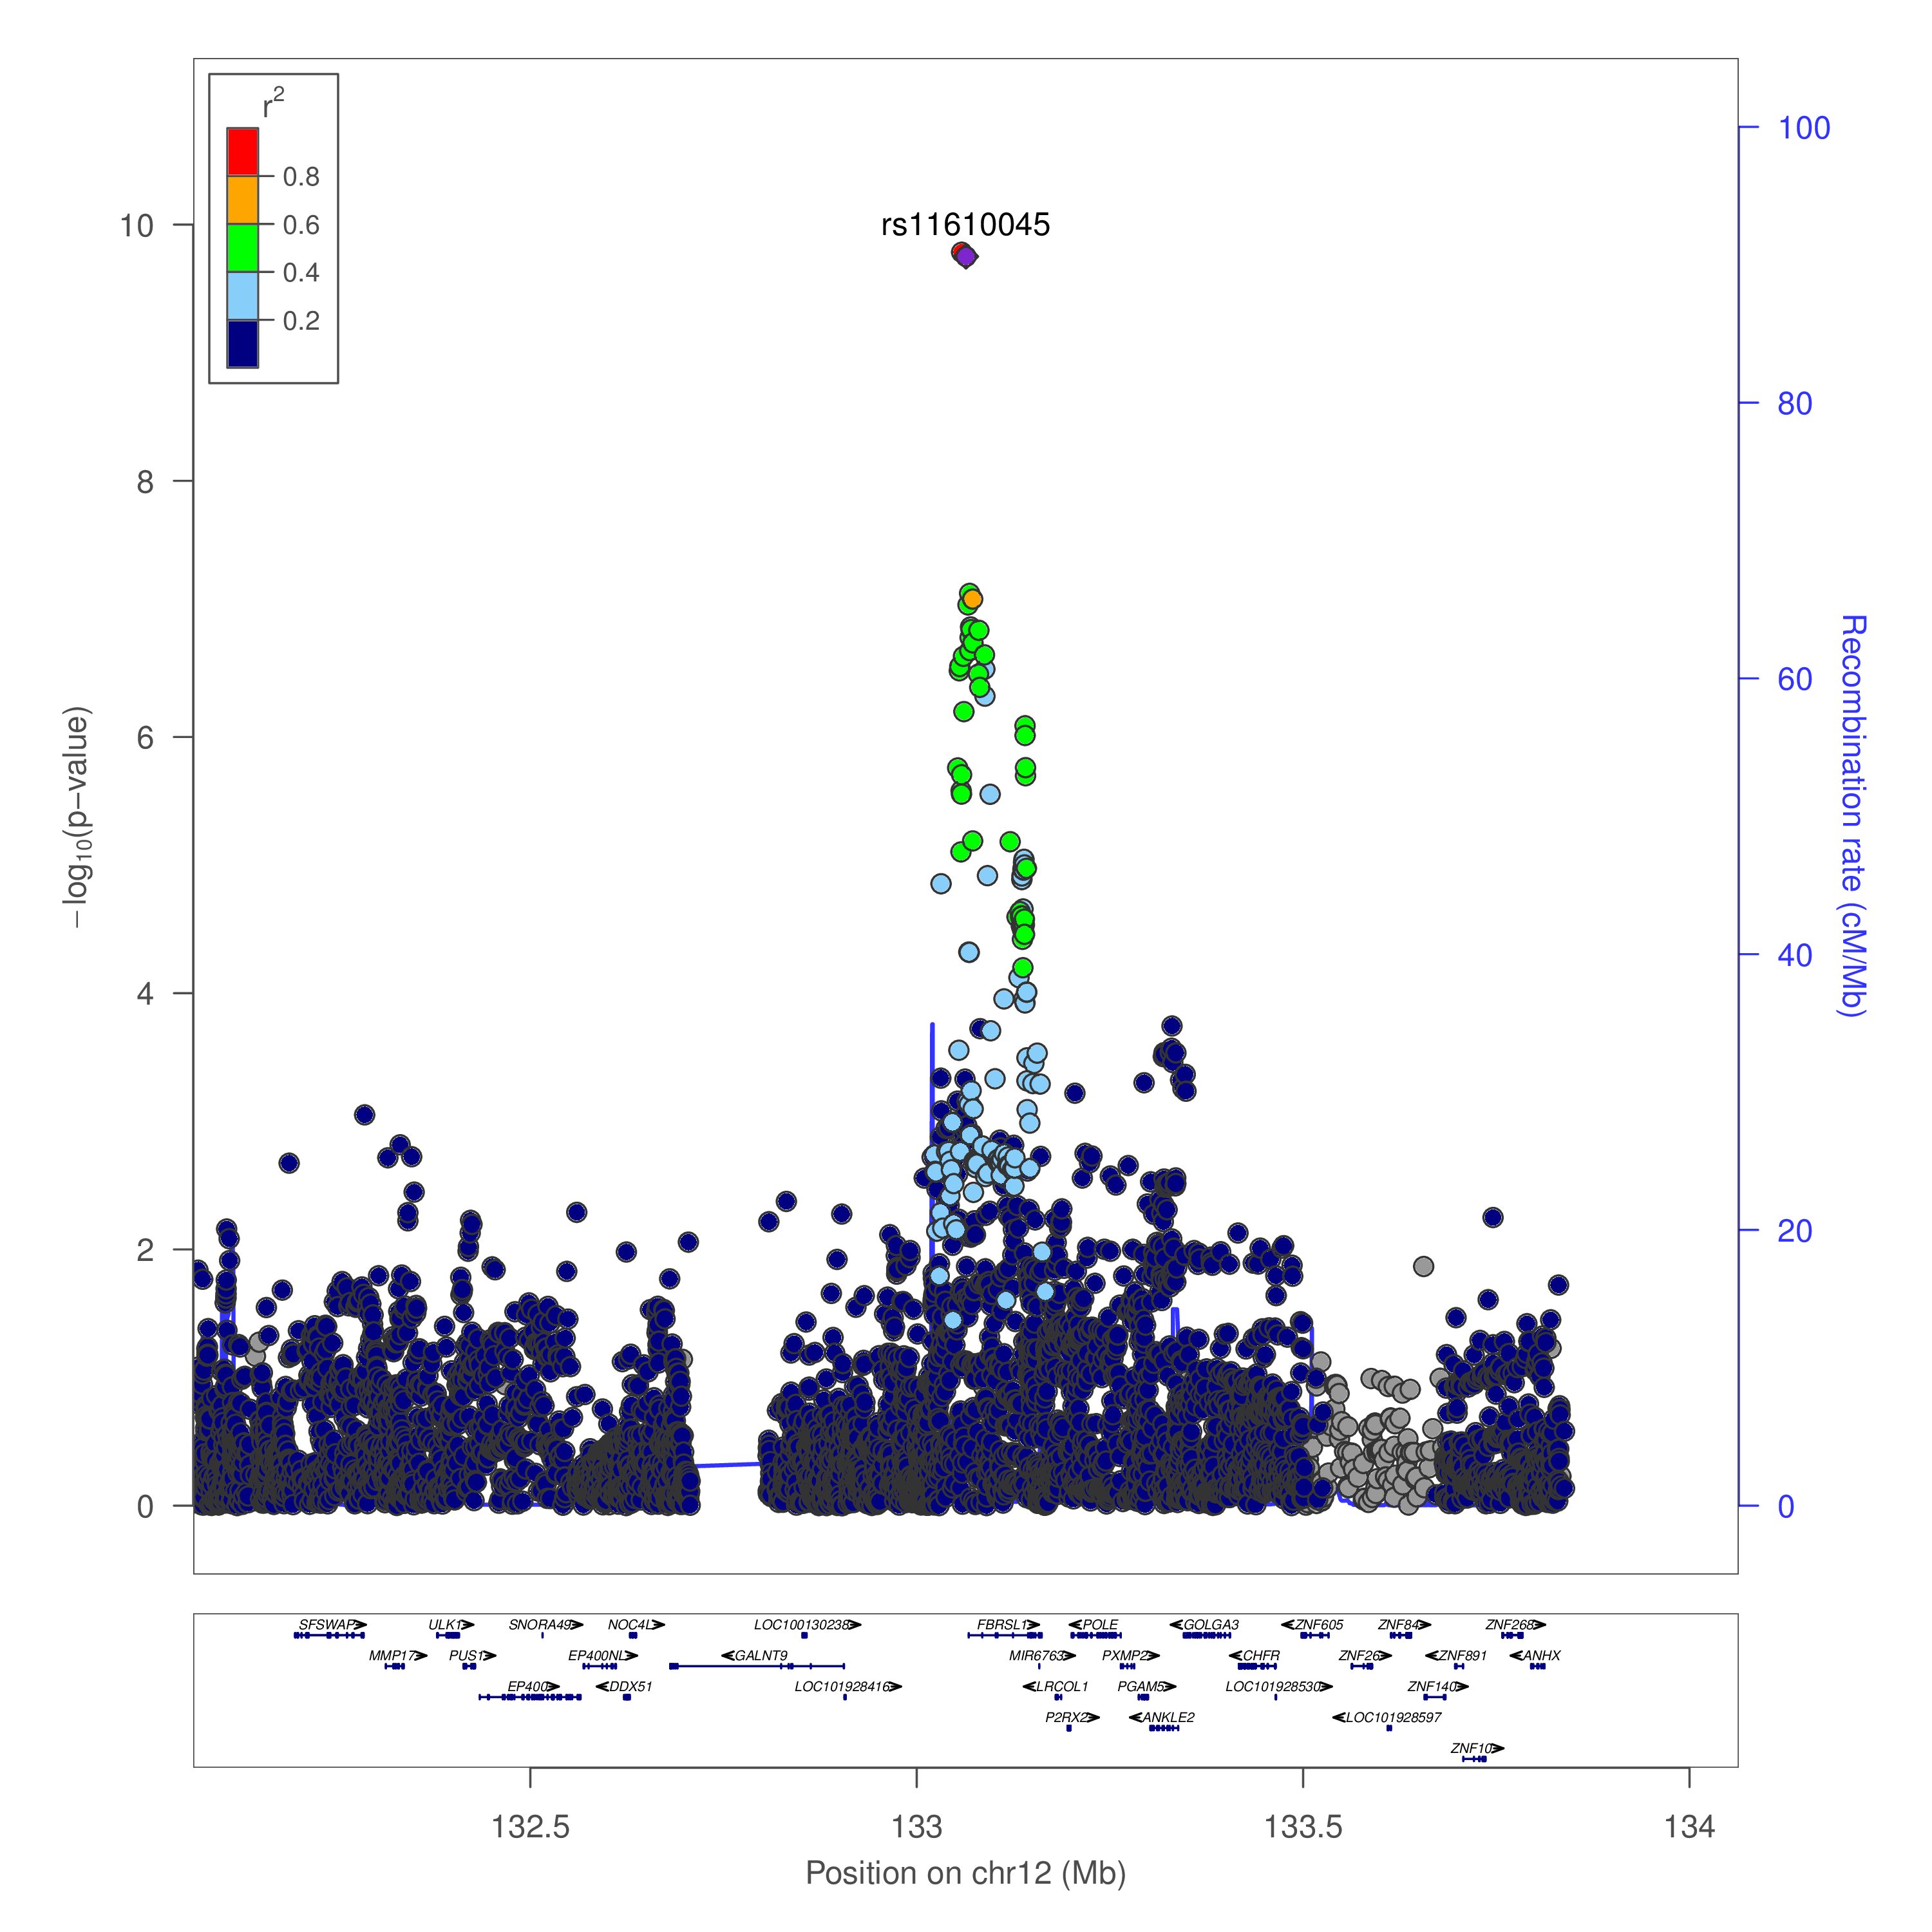 r2
0.8
0.6
0.4
0.2
rs11610045
10
8
6
4
2
0
−log10(p−value)
100
80
60
40
20
0
Recombination rate (cM/Mb)
SFSWAP ULK1 SNORA49 NOC4L LOC100130238 FBRSL1 POLE GOLGA3 ZNF605 ZNF84 ZNF268
MMP17 PUS1 EP400NL GALNT9 MIR6763 PXMP2 CHFR ZNF26 ZNF891 ANHX
EP400 DDX51 LOC101928416 LRCOL1 PGAM5 LOC101928530 ZNF140
P2RX2 ANKLE2 LOC101928597
ZNF10
132.5 133 133.5 134
Position on chr12 (Mb)